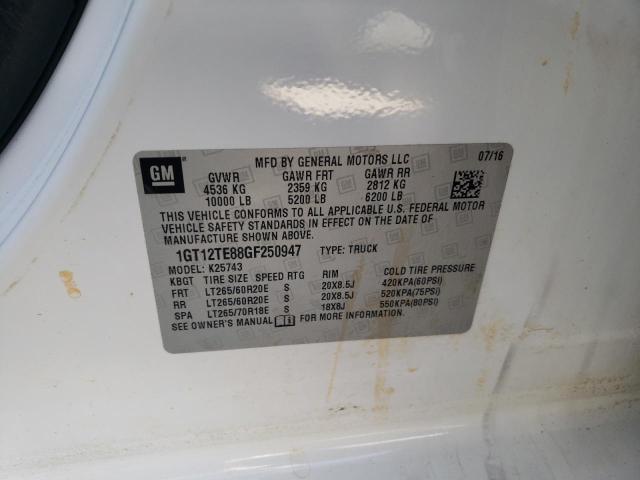 GM
MFD BY GENERAL MOTORS LLC 07/16
GVWR GAWR FRT GAWR RR
4536 KG 2359 KG 2812 KG
10000 LB 5200 LB 6200 LB
THIS VEHICLE CONFORMS TO ALL APPLICABLE U.S. FEDERAL MOTOR
VEHICLE SAFETY STANDARDS IN EFFECT ON THE DATE OF
MANUFACTURE SHOWN ABOVE.
1GT12TE88GF250947 TYPE: TRUCK
MODEL: K25743
KBGT TIRE SIZE SPEED RTG RIM COLD TIRE PRESSURE
FRT LT265/60R20E S 20X8.5J 420KPA(60PSI)
RR LT265/60R20E S 20X8.5J 520KPA(75PSI)
SPA LT265/70R18E S 18X8J 550KPA(80PSI)
SEE OWNER'S MANUAL FOR MORE INFORMATION.